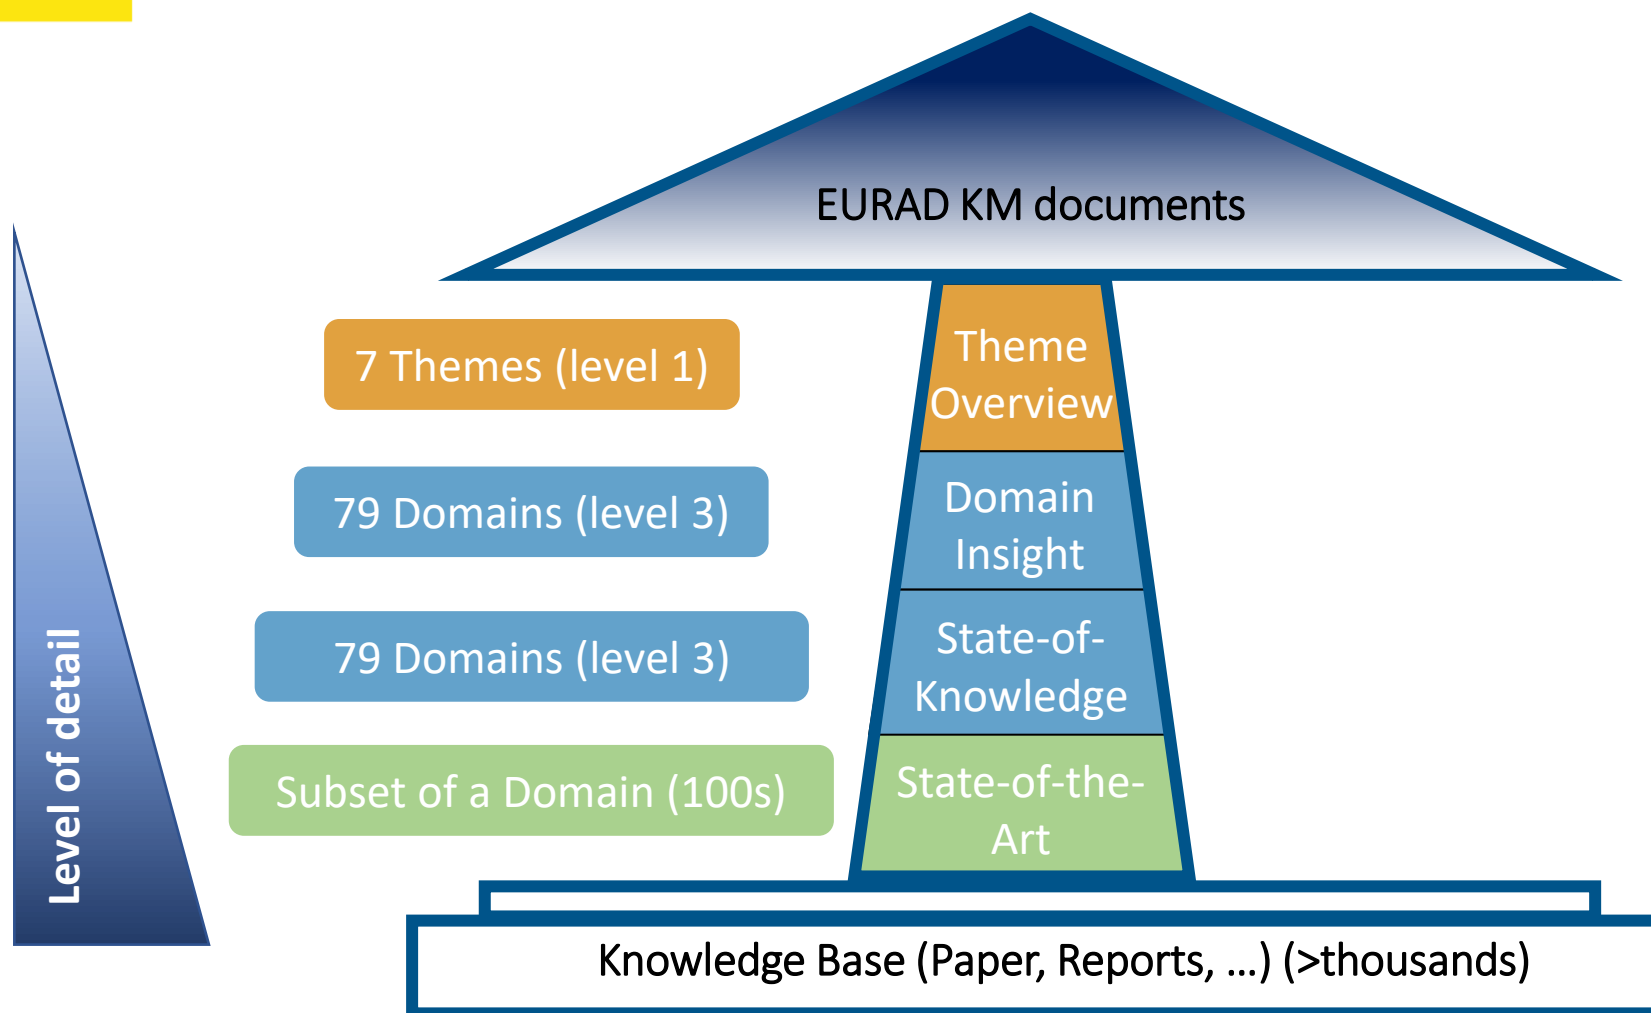 EURAD KM documents
7 Themes (level 1)
Theme
Overview
79 Domains (level 3)
Domain
Insight
79 Domains (level 3)
State-of-
Knowledge
Subset of a Domain (100s)
State-of-the-
Art
Level of detail
Knowledge Base (Paper, Reports, ...) (>thousands)